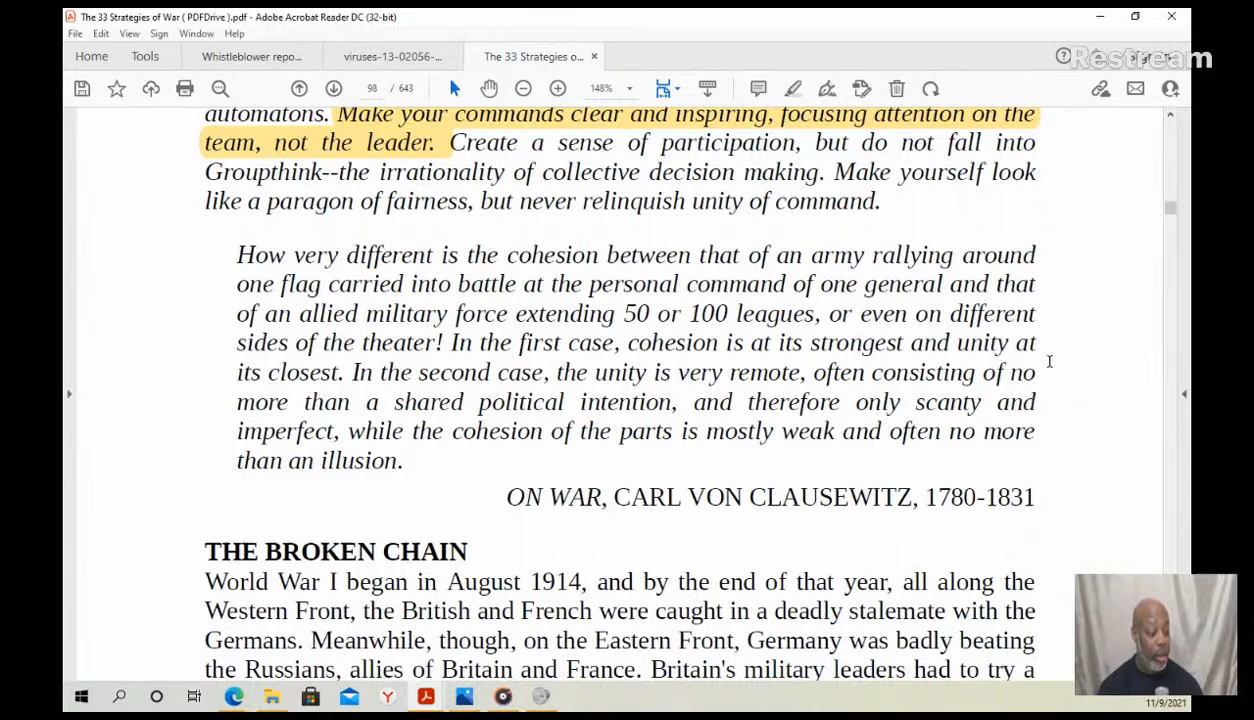 The 33 Strategies of War ( PDFDrive ).pdf - Adobe Acrobat Reader DC (32-bit)
File Edit View Sign Window Help
Home Tools Whistleblower repo... viruses-13-02056-... The 33 Strategies o... ×
Restream
98 / 643 148%
automatons. Make your commands clear and inspiring, focusing attention on the
team, not the leader. Create a sense of participation, but do not fall into
Groupthink--the irrationality of collective decision making. Make yourself look
like a paragon of fairness, but never relinquish unity of command.
How very different is the cohesion between that of an army rallying around
one flag carried into battle at the personal command of one general and that
of an allied military force extending 50 or 100 leagues, or even on different
sides of the theater! In the first case, cohesion is at its strongest and unity at
its closest. In the second case, the unity is very remote, often consisting of no
more than a shared political intention, and therefore only scanty and
imperfect, while the cohesion of the parts is mostly weak and often no more
than an illusion.
ON WAR, CARL VON CLAUSEWITZ, 1780-1831
THE BROKEN CHAIN
World War I began in August 1914, and by the end of that year, all along the
Western Front, the British and French were caught in a deadly stalemate with the
Germans. Meanwhile, though, on the Eastern Front, Germany was badly beating
the Russians, allies of Britain and France. Britain's military leaders had to try a
11/9/2021